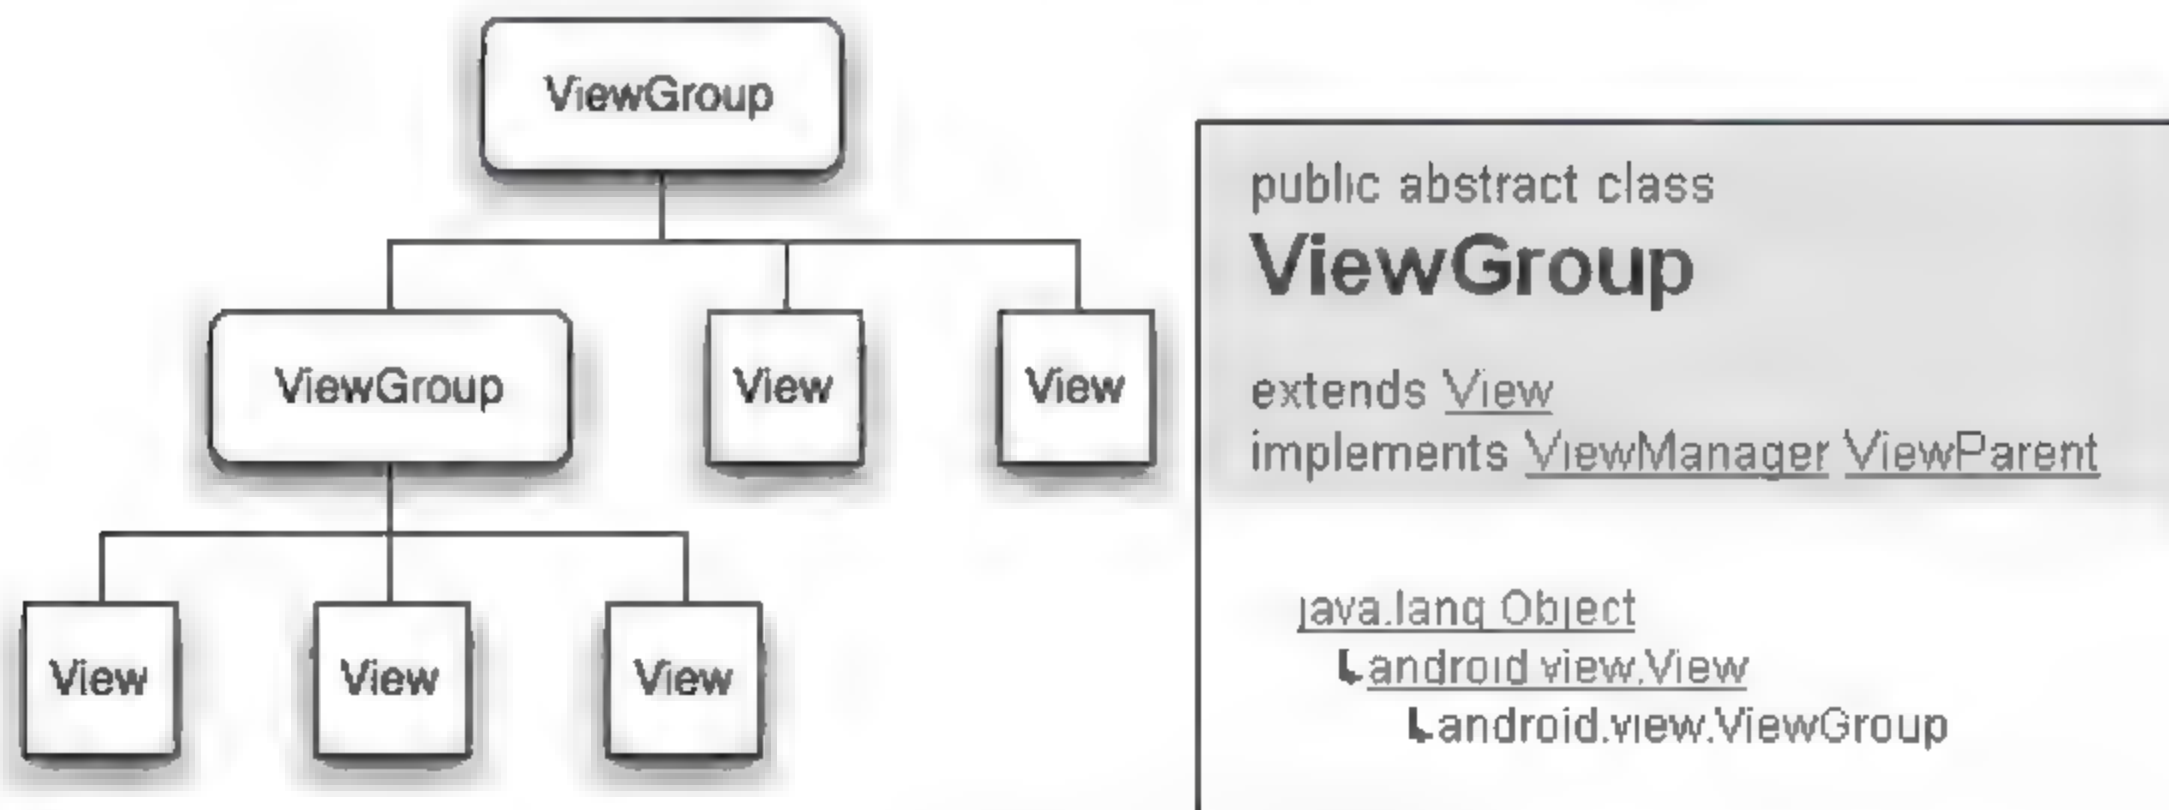 ViewGroup
ViewGroup View View
View View View
public abstract class
ViewGroup
extends View
implements ViewManager ViewParent
java.lang.Object
android.view.View
android.view.ViewGroup